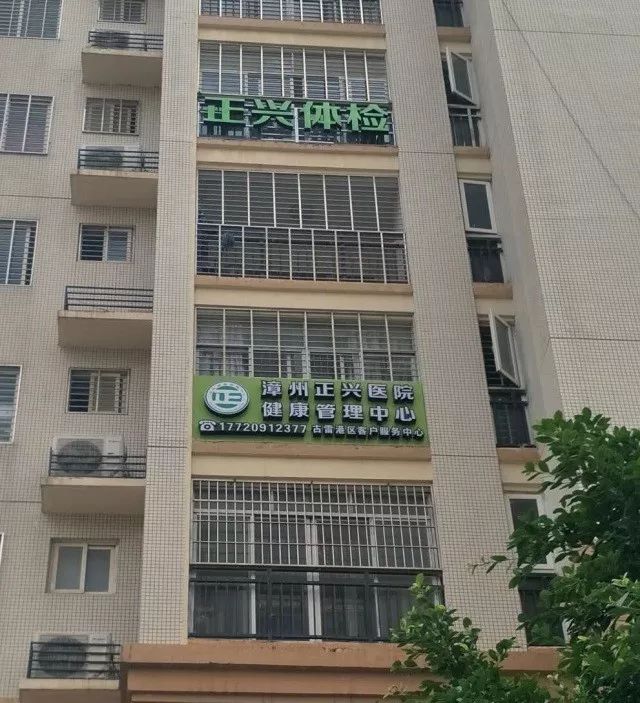 正兴体检
正
漳州正兴医院
健康管理中心
☎17720912377 古雷港区客户服务中心